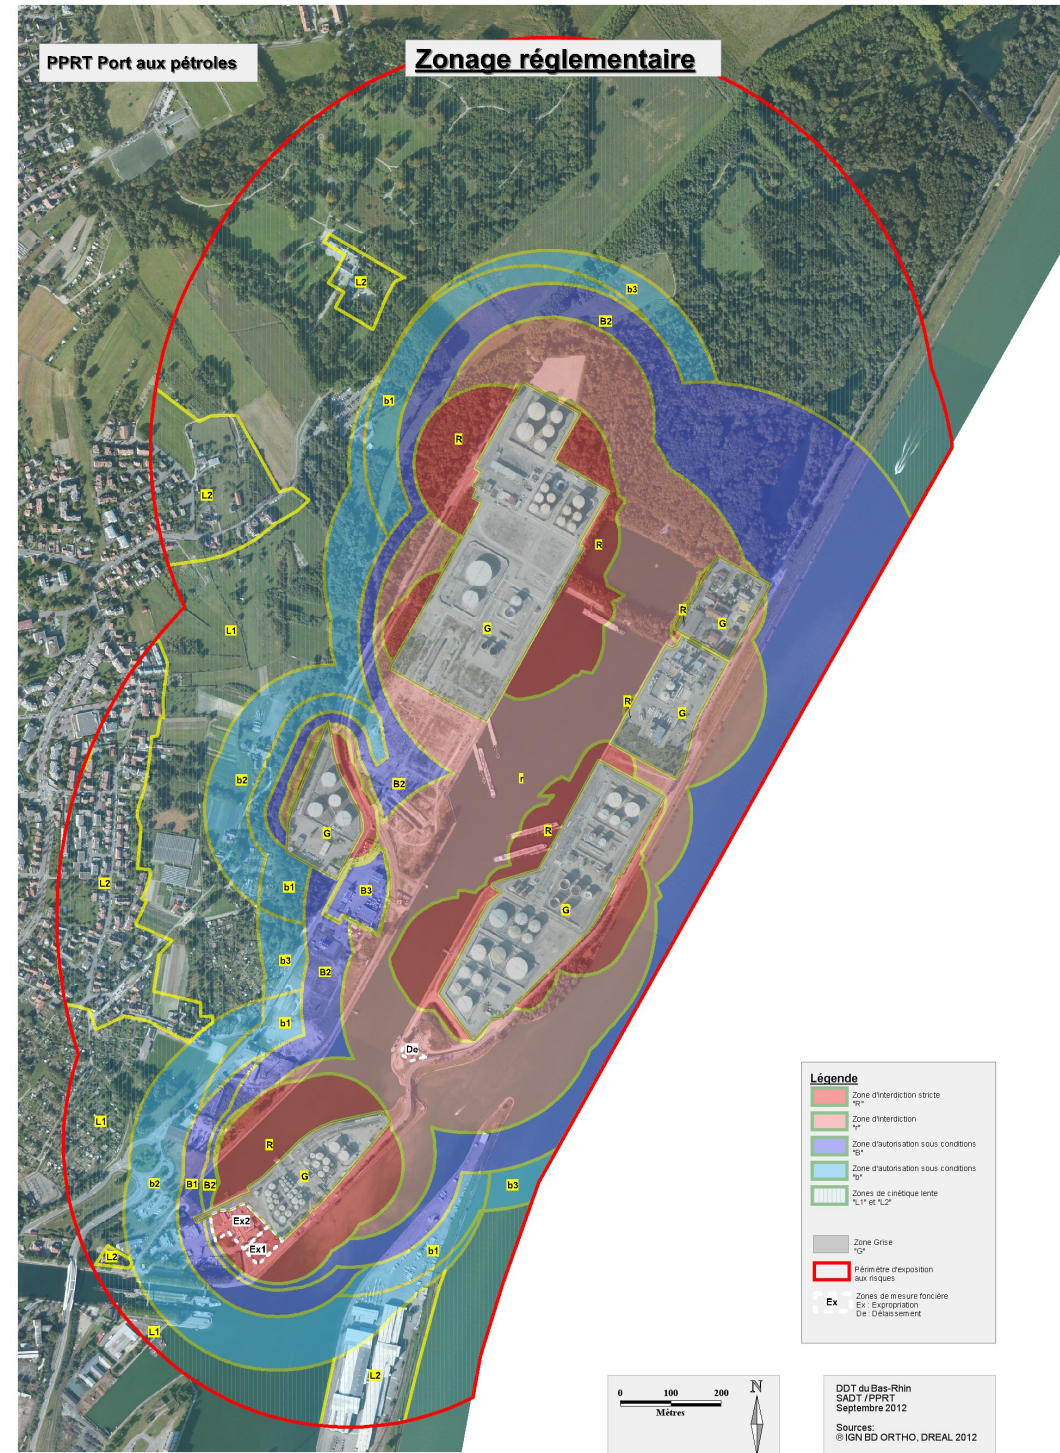 PPRT Port aux pétroles
Zonage réglementaire
L2
b3
B2
b1
R
L2
R
G
R
G
L1
R
G
b2
B2
r
G
R
L2
b1
B3
G
b3
B2
b1
De
L1
R
b2
B1
B2
G
b3
Ex2
Ex1
b1
L2
L1
L2
Légende
Zone d'interdiction stricte
"R"
Zone d'interdiction
"r"
Zone d'autorisation sous conditions
"B"
Zone d'autorisation sous conditions
"b"
Zones de cinétique lente
"L1" et "L2"
Zone Grise
"G"
Périmètre d'exposition
aux risques
Ex
Zones de mesure foncière
Ex : Expropriation
De : Délaissement
0 100 200
Mètres
N
DDT du Bas-Rhin
SADT / PPRT
Septembre 2012
Sources:
© IGN BD ORTHO, DREAL 2012